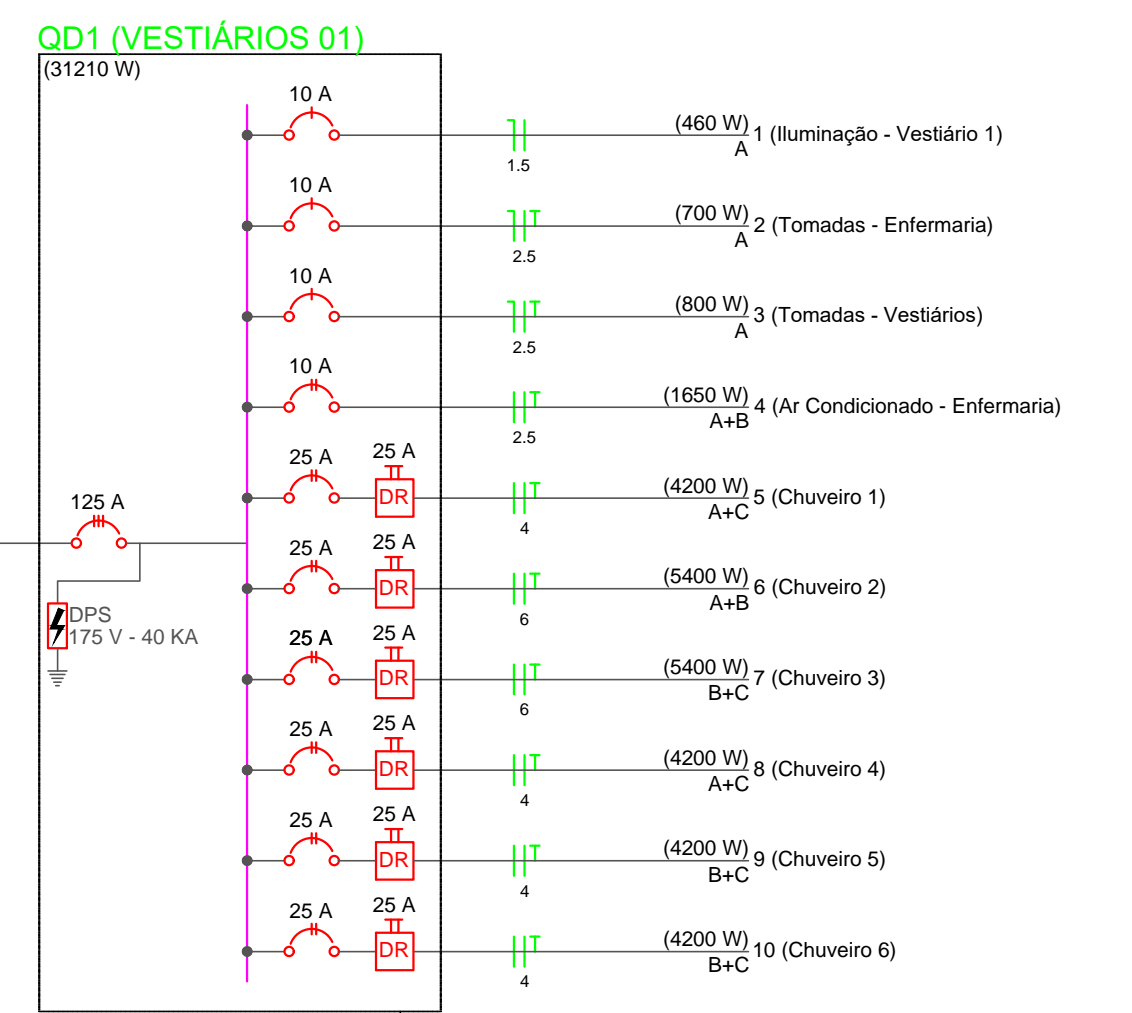 QD1 (VESTIÁRIOS 01)
(31210 W)
10 A
1.5
(460 W)
A
1 (Iluminação - Vestiário 1)
10 A
2.5
(700 W)
A
2 (Tomadas - Enfermaria)
10 A
2.5
(800 W)
A
3 (Tomadas - Vestiários)
10 A
2.5
(1650 W)
A+B
4 (Ar Condicionado - Enfermaria)
25 A
25 A
DR
4
(4200 W)
A+C
5 (Chuveiro 1)
125 A
25 A
25 A
DR
6
(5400 W)
A+B
6 (Chuveiro 2)
DPS
175 V - 40 KA
25 A
25 A
DR
6
(5400 W)
B+C
7 (Chuveiro 3)
25 A
25 A
DR
4
(4200 W)
A+C
8 (Chuveiro 4)
25 A
25 A
DR
4
(4200 W)
B+C
9 (Chuveiro 5)
25 A
25 A
DR
4
(4200 W)
B+C
10 (Chuveiro 6)